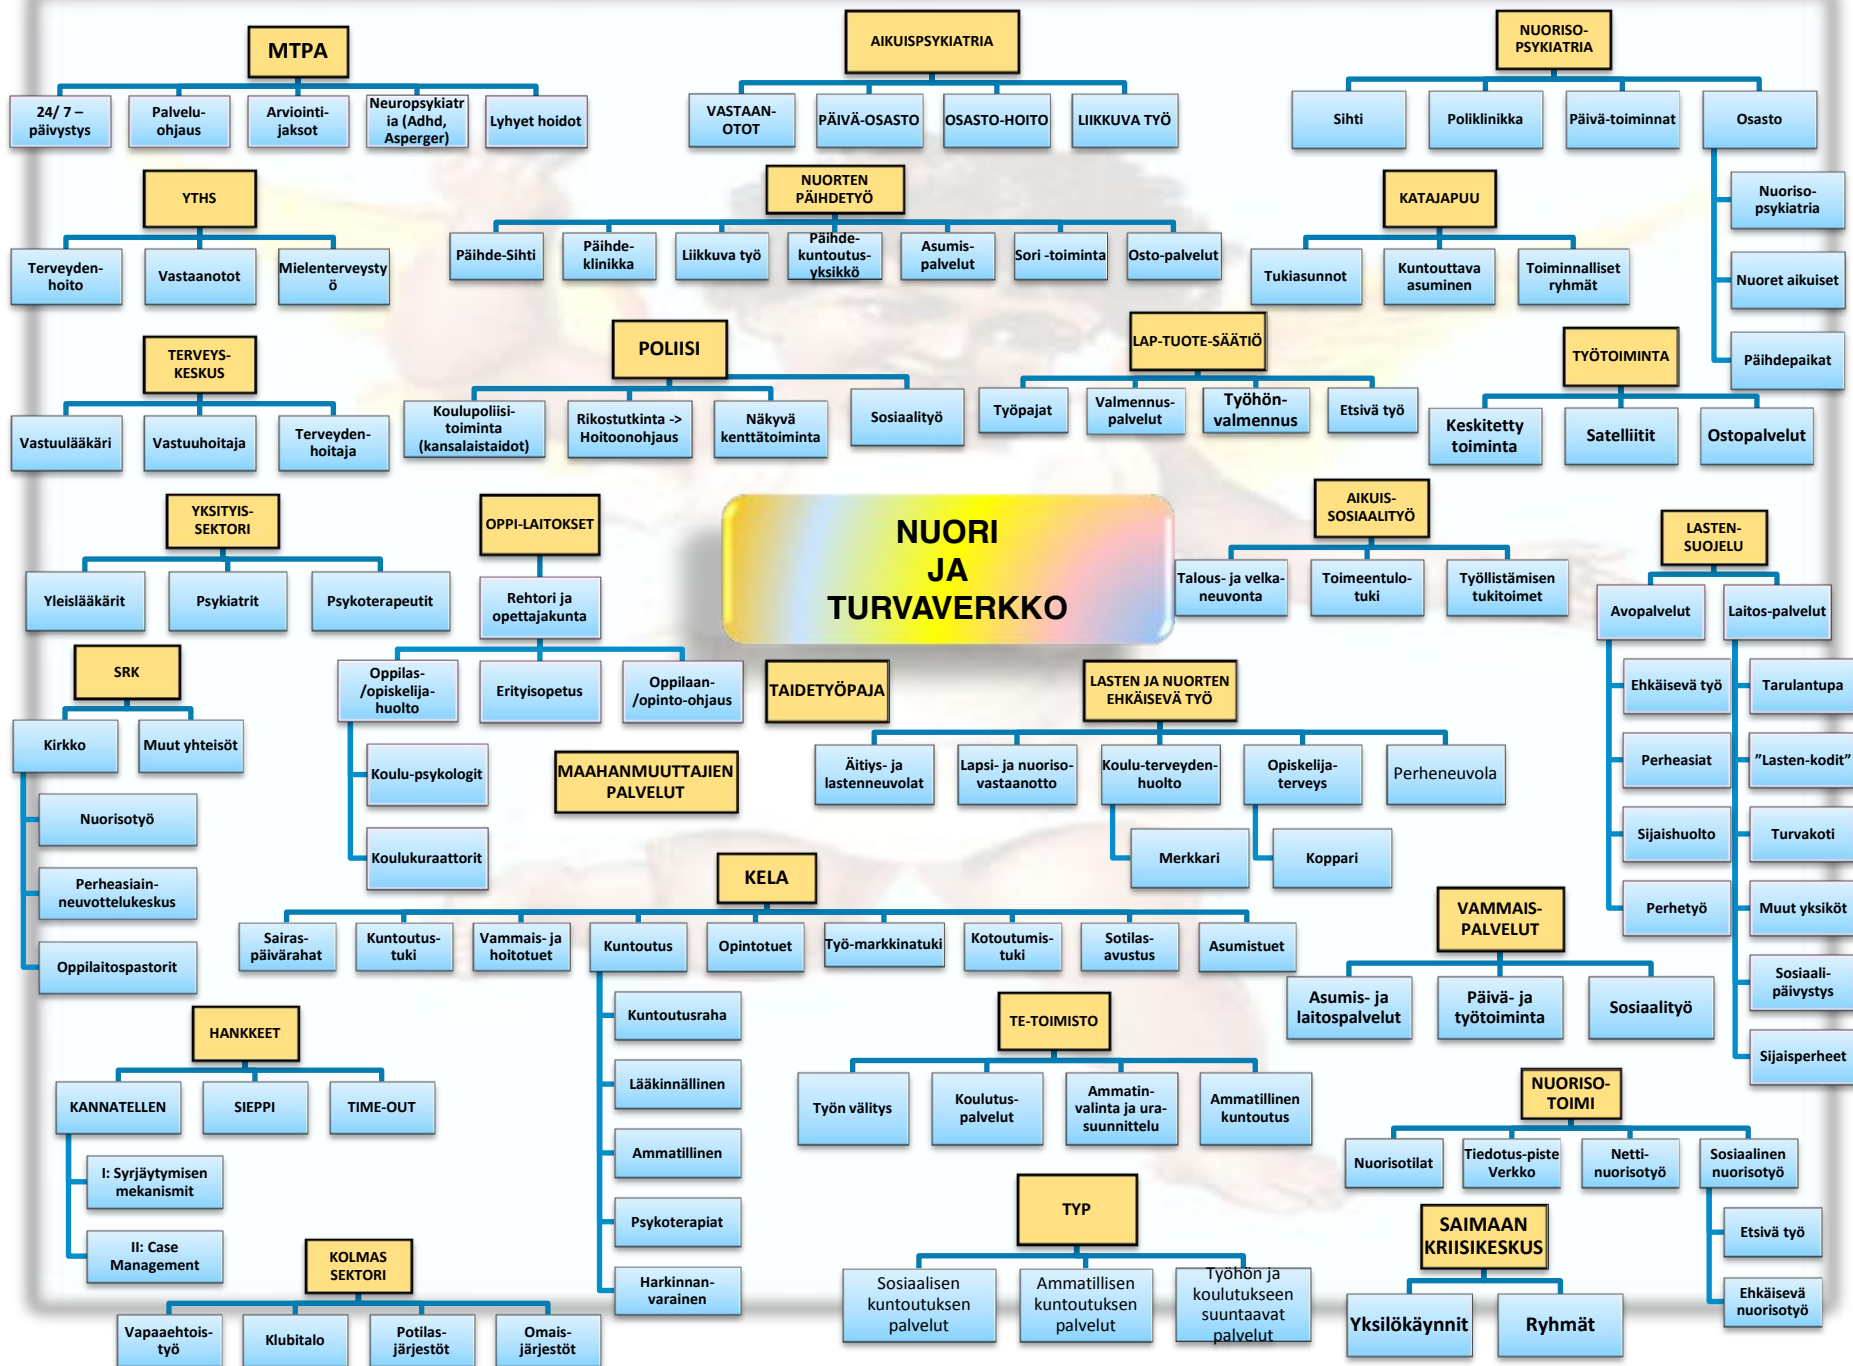 MTPA
24/ 7 –
päivystys
Palvelu-
ohjaus
Arviointi-
jaksot
Neuropsykiatr
ia (Adhd,
Asperger)
Lyhyet hoidot
AIKUISPSYKIATRIA
VASTAAN-
OTOT
PÄIVÄ-OSASTO
OSASTO-HOITO
LIIKKUVA TYÖ
NUORISO-
PSYKIATRIA
Sihti
Poliklinikka
Päivä-toiminnat
Osasto
Nuoriso-
psykiatria
Nuoret aikuiset
Päihdepaikat
YTHS
Terveyden-
hoito
Vastaanotot
Mielenterveysty
ö
NUORTEN
PÄIHDETYÖ
Päihde-Sihti
Päihde-
klinikka
Liikkuva työ
Päihde-
kuntoutus-
yksikkö
Asumis-
palvelut
Sori -toiminta
Osto-palvelut
KATAJAPUU
Tukiasunnot
Kuntouttava
asuminen
Toiminnalliset
ryhmät
TERVEYS-
KESKUS
Vastuulääkäri
Vastuuhoitaja
Terveyden-
hoitaja
POLIISI
Koulupoliisi-
toiminta
(kansalaistaidot)
Rikostutkinta ->
Hoitoonohjaus
Näkyvä
kenttätoiminta
Sosiaalityö
LAP-TUOTE-SÄÄTIÖ
Työpajat
Valmennus-
palvelut
Työhön-
valmennus
Etsivä työ
TYÖTOIMINTA
Keskitetty
toiminta
Satelliitit
Ostopalvelut
YKSITYIS-
SEKTORI
Yleislääkärit
Psykiatrit
Psykoterapeutit
OPPI-LAITOKSET
Rehtori ja
opettajakunta
Oppilas-
/opiskelija-
huolto
Erityisopetus
Oppilaan-
/opinto-ohjaus
Koulu-psykologit
Koulukuraattorit
NUORI
JA
TURVAVERKKO
AIKUIS-
SOSIAALITYÖ
Talous- ja velka-
neuvonta
Toimeentulo-
tuki
Työllistämisen
tukitoimet
LASTEN-
SUOJELU
Avopalvelut
Laitos-palvelut
Ehkäisevä työ
Perheasiat
Sijaishuolto
Perhetyö
Tarulantupa
”Lasten-kodit”
Turvakoti
Muut yksiköt
Sosiaali-
päivystys
Sijaisperheet
SRK
Kirkko
Muut yhteisöt
Nuorisotyö
Perheasiain-
neuvottelukeskus
Oppilaitospastorit
TAIDETYÖPAJA
MAAHANMUUTTAJIEN
PALVELUT
LASTEN JA NUORTEN
EHKÄISEVÄ TYÖ
Äitiys- ja
lastenneuvolat
Lapsi- ja nuoriso-
vastaanotto
Koulu-terveyden-
huolto
Opiskelija-
terveys
Perheneuvola
Merkkari
Koppari
KELA
Sairas-
päivärahat
Kuntoutus-
tuki
Vammais- ja
hoitotuet
Kuntoutus
Opintotuet
Työ-markkinatuki
Kotoutumis-
tuki
Sotilas-
avustus
Asumistuet
Kuntoutusraha
Lääkinnällinen
Ammatillinen
Psykoterapiat
Harkinnan-
varainen
VAMMAIS-
PALVELUT
Asumis- ja
laitospalvelut
Päivä- ja
työtoiminta
Sosiaalityö
HANKKEET
KANNATELLEN
SIEPPI
TIME-OUT
I: Syrjäytymisen
mekanismit
II: Case
Management
TE-TOIMISTO
Työn välitys
Koulutus-
palvelut
Ammatin-
valinta ja ura-
suunnittelu
Ammatillinen
kuntoutus
NUORISO-
TOIMI
Nuorisotilat
Tiedotus-piste
Verkko
Netti-
nuorisotyö
Sosiaalinen
nuorisotyö
Etsivä työ
Ehkäisevä
nuorisotyö
KOLMAS
SEKTORI
Vapaaehtois-
työ
Klubitalo
Potilas-
järjestöt
Omais-
järjestöt
TYP
Sosiaalisen
kuntoutuksen
palvelut
Ammatillisen
kuntoutuksen
palvelut
Työhön ja
koulutukseen
suuntaavat
palvelut
SAIMAAN
KRIISIKESKUS
Yksilökäynnit
Ryhmät